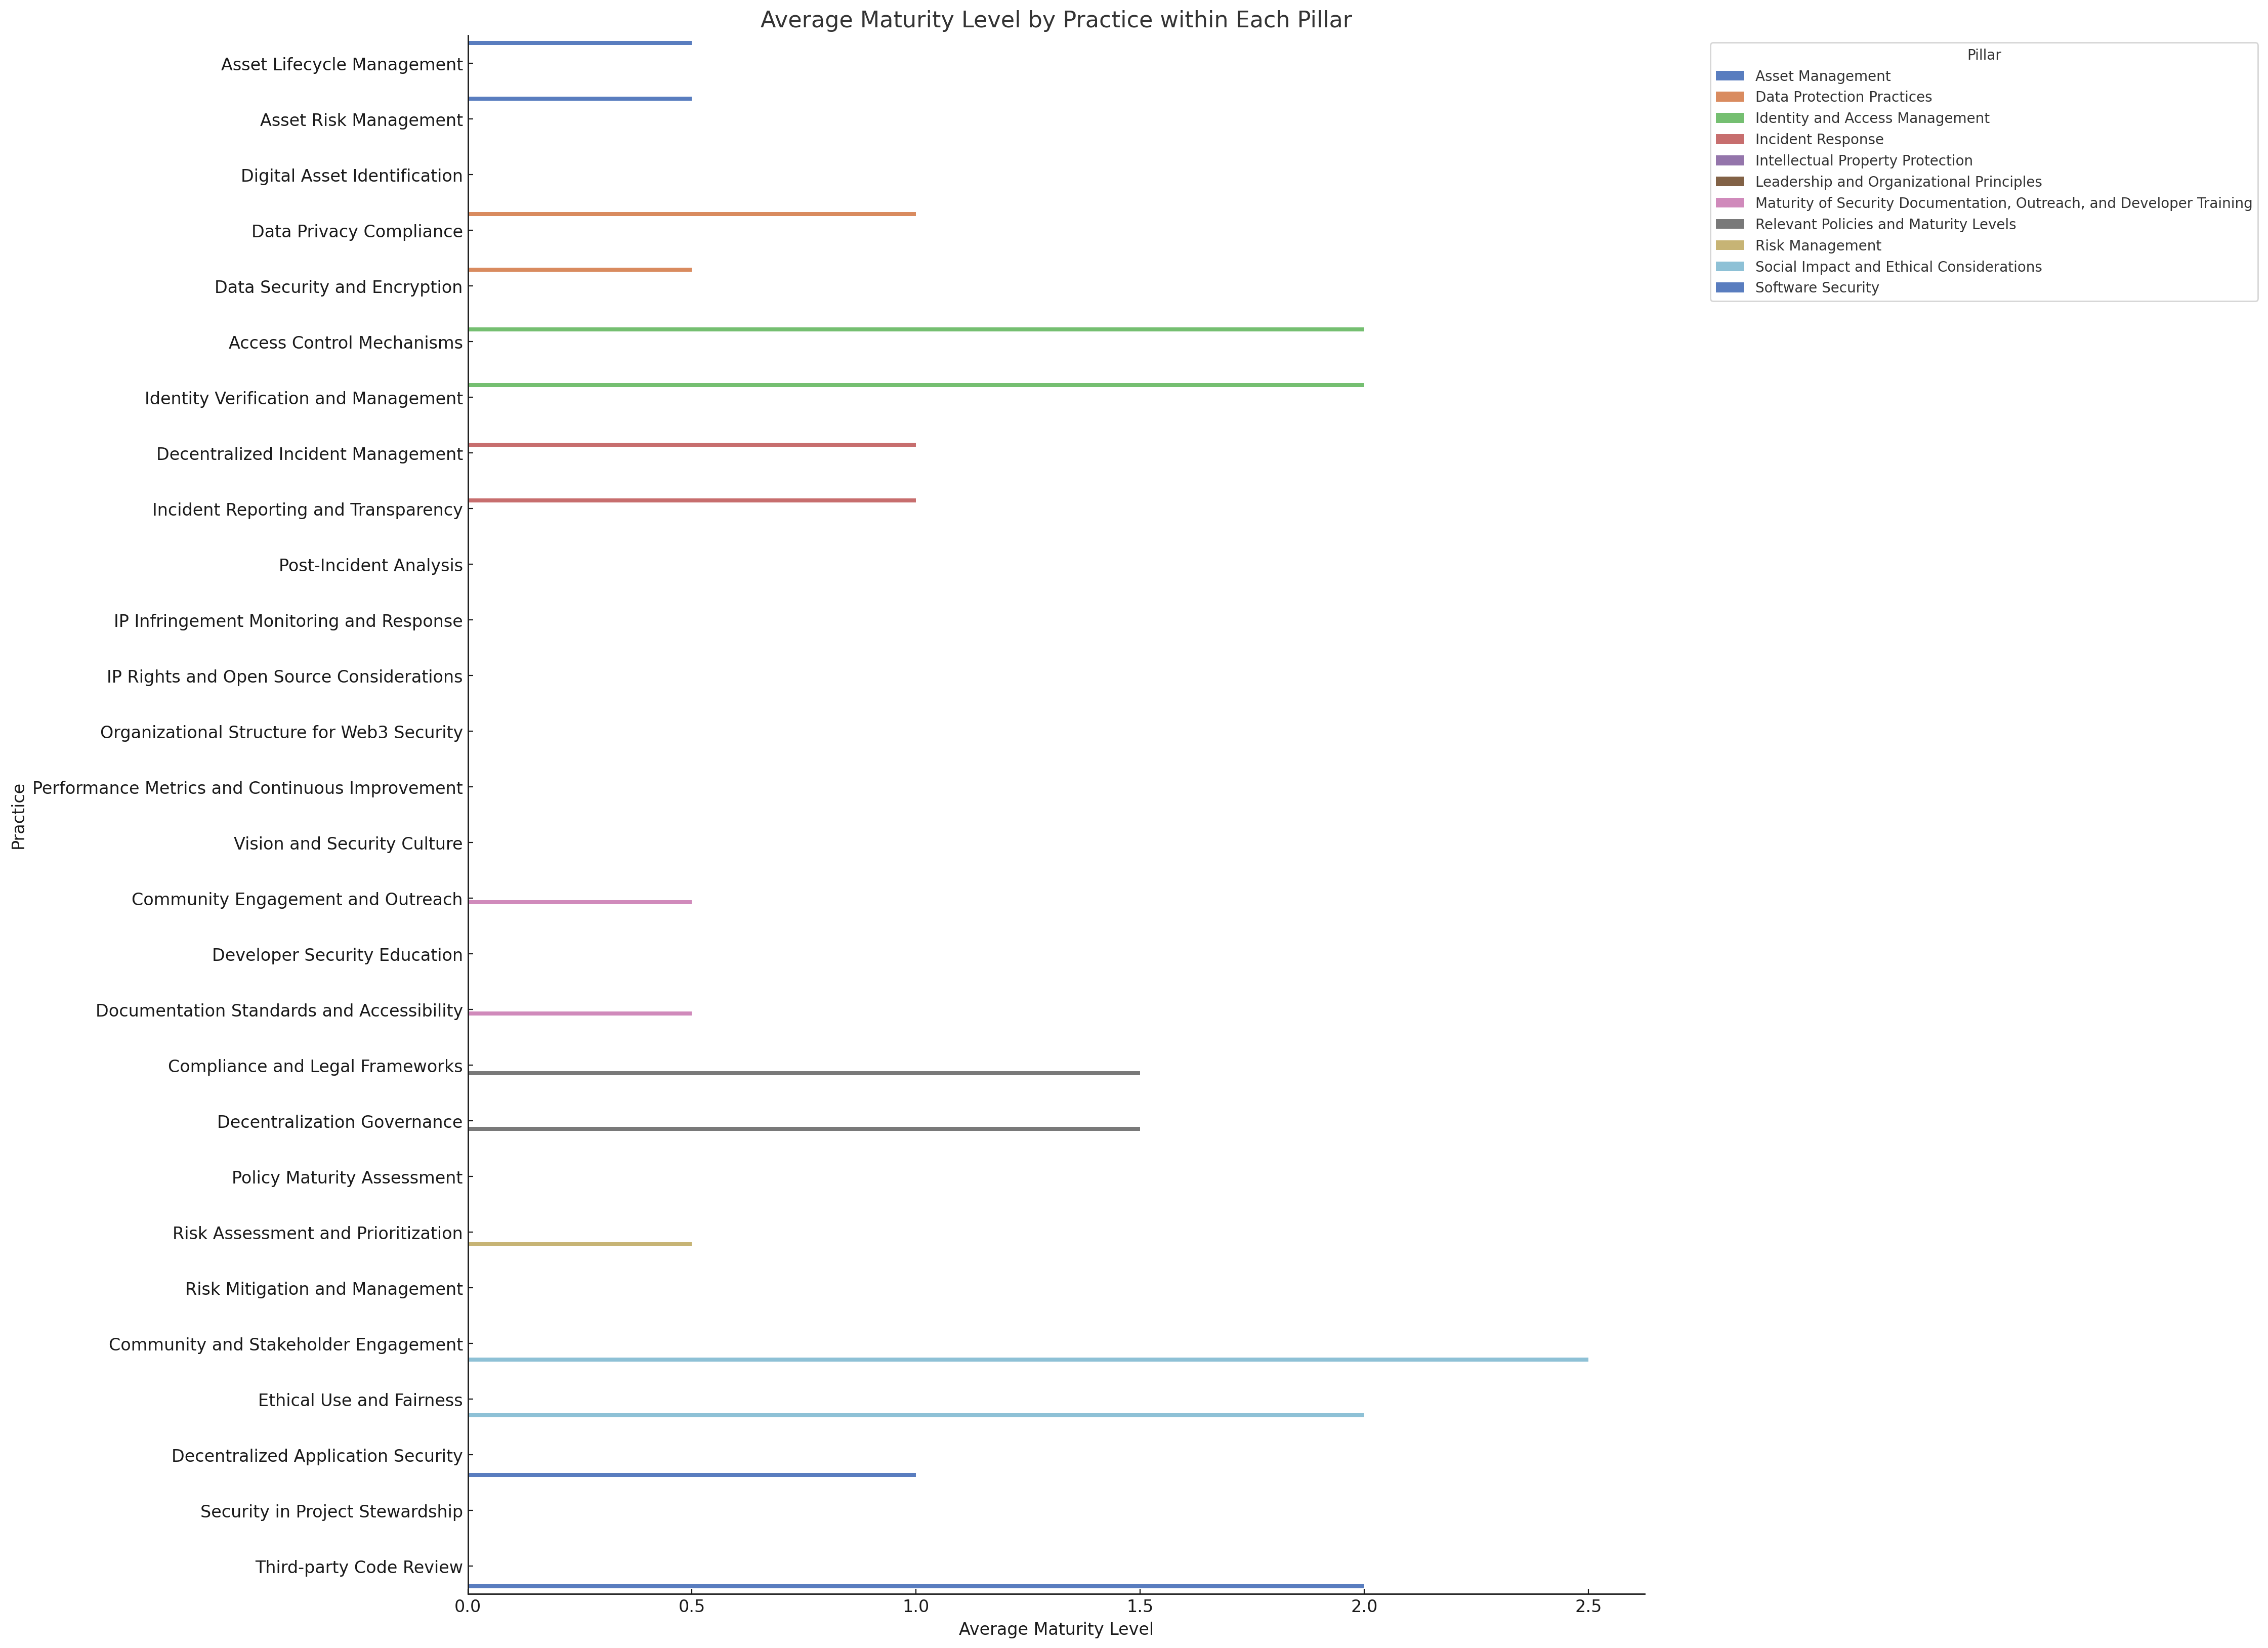 Average Maturity Level by Practice within Each Pillar
Asset Lifecycle Management
Asset Risk Management
Digital Asset Identification
Data Privacy Compliance
Data Security and Encryption
Access Control Mechanisms
Identity Verification and Management
Decentralized Incident Management
Incident Reporting and Transparency
Post-Incident Analysis
IP Infringement Monitoring and Response
IP Rights and Open Source Considerations
Organizational Structure for Web3 Security
Performance Metrics and Continuous Improvement
Vision and Security Culture
Community Engagement and Outreach
Developer Security Education
Documentation Standards and Accessibility
Compliance and Legal Frameworks
Decentralization Governance
Policy Maturity Assessment
Risk Assessment and Prioritization
Risk Mitigation and Management
Community and Stakeholder Engagement
Ethical Use and Fairness
Decentralized Application Security
Security in Project Stewardship
Third-party Code Review
Practice
0.0 0.5 1.0 1.5 2.0 2.5
Average Maturity Level
Pillar
Asset Management
Data Protection Practices
Identity and Access Management
Incident Response
Intellectual Property Protection
Leadership and Organizational Principles
Maturity of Security Documentation, Outreach, and Developer Training
Relevant Policies and Maturity Levels
Risk Management
Social Impact and Ethical Considerations
Software Security